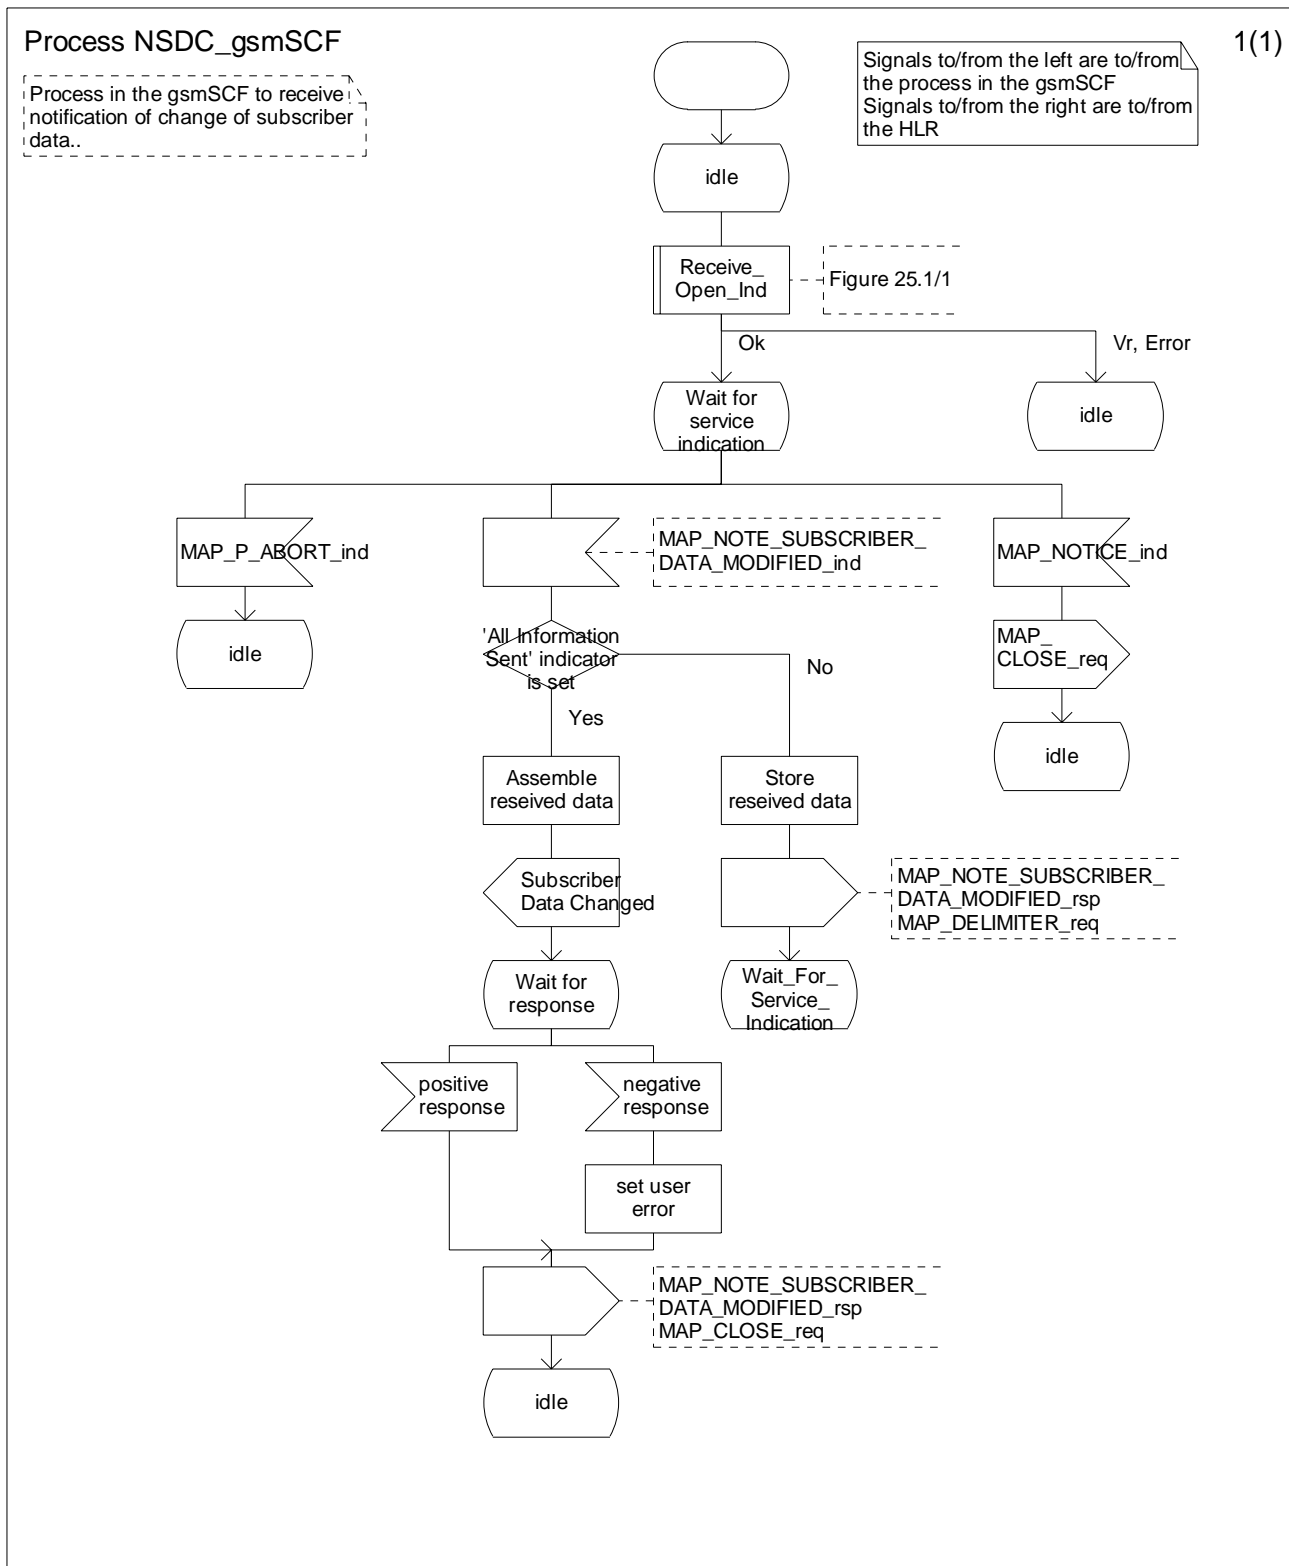 Process NSDC_gsmSCF
1(1)
Process in the gsmSCF to receive
notification of change of subscriber
data..
Signals to/from the left are to/from
the process in the gsmSCF
Signals to/from the right are to/from
the HLR
idle
Receive_
Open_Ind
Figure 25.1/1
Ok
Vr, Error
Wait for
service
indication
idle
MAP_P_ABORT_ind
MAP_NOTE_SUBSCRIBER_
DATA_MODIFIED_ind
MAP_NOTICE_ind
idle
'All Information
Sent' indicator
is set
No
Yes
MAP_
CLOSE_req
idle
Assemble
reseived data
Store
reseived data
Subscriber
Data Changed
MAP_NOTE_SUBSCRIBER_
DATA_MODIFIED_rsp
MAP_DELIMITER_req
Wait for
response
Wait_For_
Service_
Indication
positive
response
negative
response
set user
error
MAP_NOTE_SUBSCRIBER_
DATA_MODIFIED_rsp
MAP_CLOSE_req
idle